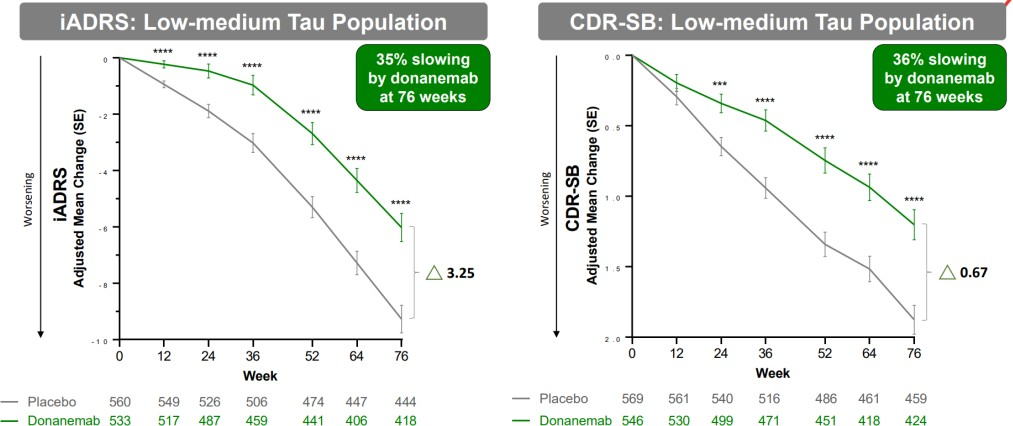 iADRS: Low-medium Tau Population
35% slowing
by donanemab
at 76 weeks
Worsening
iADRS
Adjusted Mean Change (SE)
0
-2
-4
-6
-8
-10
**** **** **** **** **** ****
△ 3.25
0 12 24 36 52 64 76
Week
Placebo 560 549 526 506 474 447 444
Donanemab 533 517 487 459 441 406 418
CDR-SB: Low-medium Tau Population
36% slowing
by donanemab
at 76 weeks
Worsening
CDR-SB
Adjusted Mean Change (SE)
0.0
0.5
1.0
1.5
2.0
*** **** **** **** ****
△ 0.67
0 12 24 36 52 64 76
Week
Placebo 569 561 540 516 486 461 459
Donanemab 546 530 499 471 451 418 424